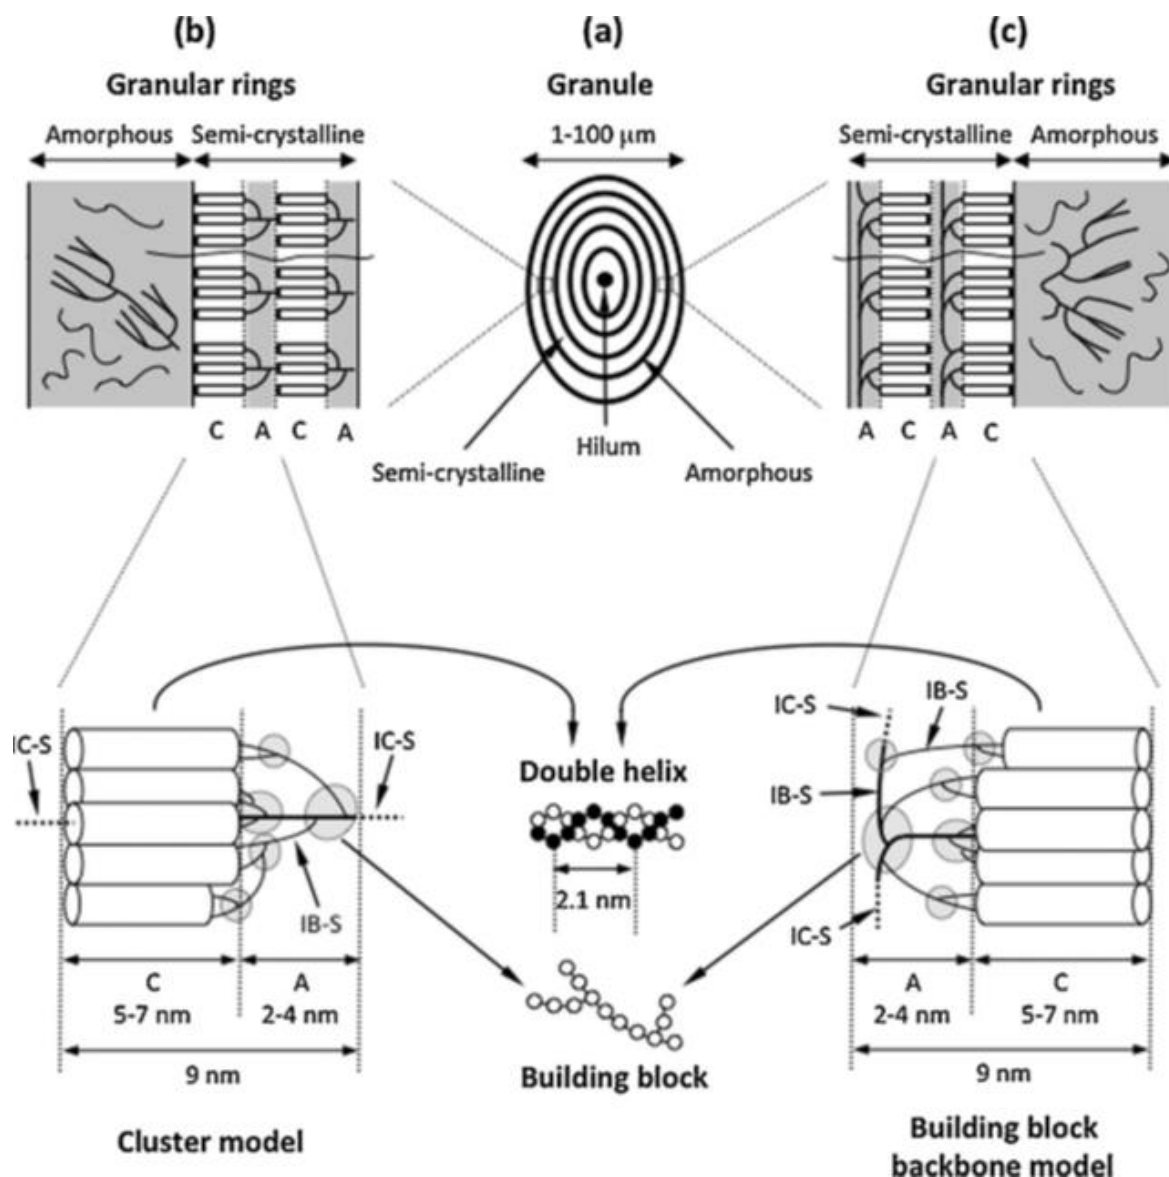 (b)
(a)
(c)
Granular rings
Granule
Granular rings
Amorphous
Semi-crystalline
1-100 μm
Semi-crystalline
Amorphous
C
A
C
A
A
C
A
C
Hilum
Semi-crystalline
Amorphous
IC-S
IC-S
IB-S
Double helix
2.1 nm
IC-S
IB-S
IB-S
IC-S
C
A
5-7 nm
2-4 nm
9 nm
A
C
2-4 nm
5-7 nm
9 nm
Building block
Cluster model
Building block
backbone model